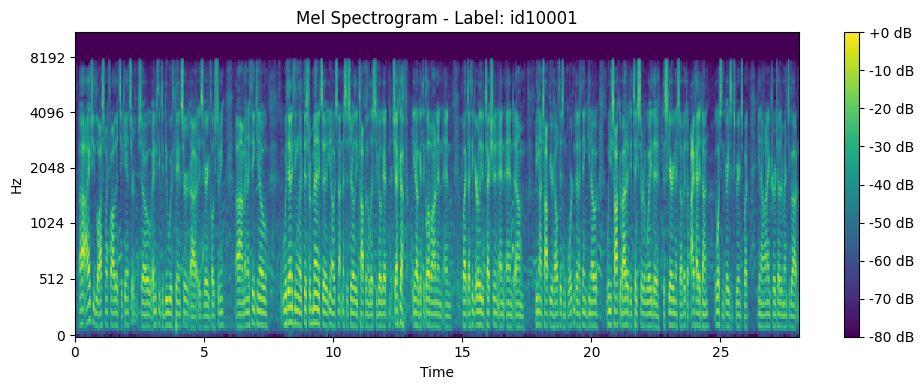 Mel Spectrogram - Label: id10001
Hz
8192
4096
2048
1024
512
0
0 5 10 15 20 25
Time
+0 dB
-10 dB
-20 dB
-30 dB
-40 dB
-50 dB
-60 dB
-70 dB
-80 dB